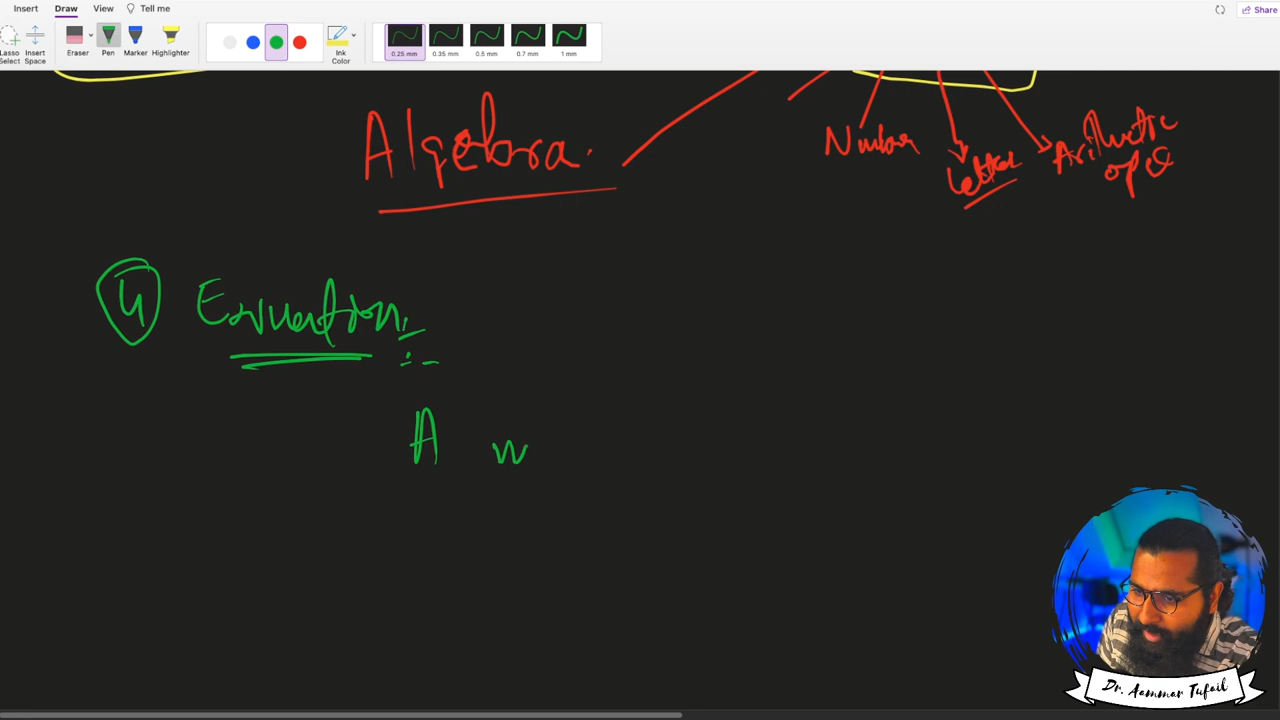 Insert Draw View Tell me
Share
Lasso Select
Insert Space
Eraser
Pen
Marker
Highlighter
Ink Color
0.25 mm
0.35 mm
0.5 mm
0.7 mm
1 mm
Algebra.
Number
letter
Arithmetic
4 Equation :-
A w
Dr. Aammar Tufail